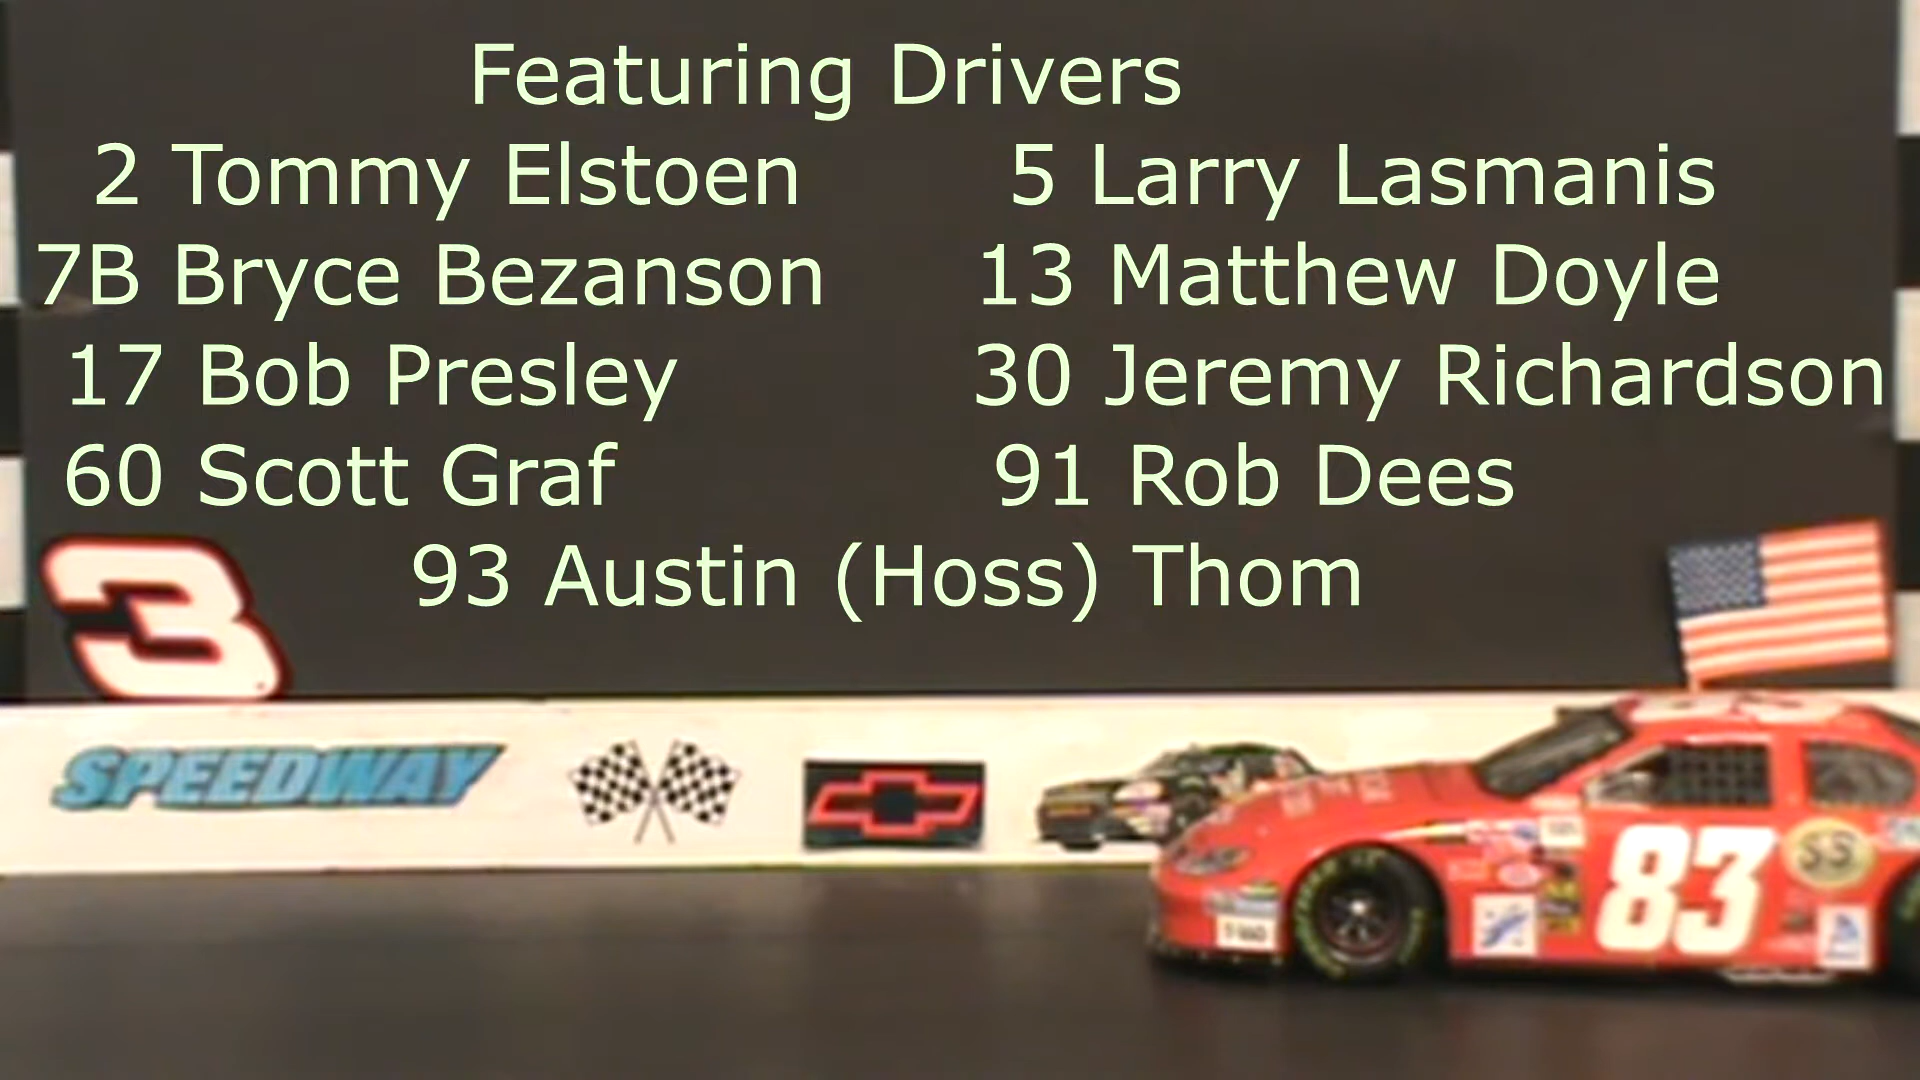 Featuring Drivers
2 Tommy Elstoen 5 Larry Lasmanis
7B Bryce Bezanson 13 Matthew Doyle
17 Bob Presley 30 Jeremy Richardson
60 Scott Graf 91 Rob Dees
93 Austin (Hoss) Thom
3
SPEEDWAY
83
S.S.